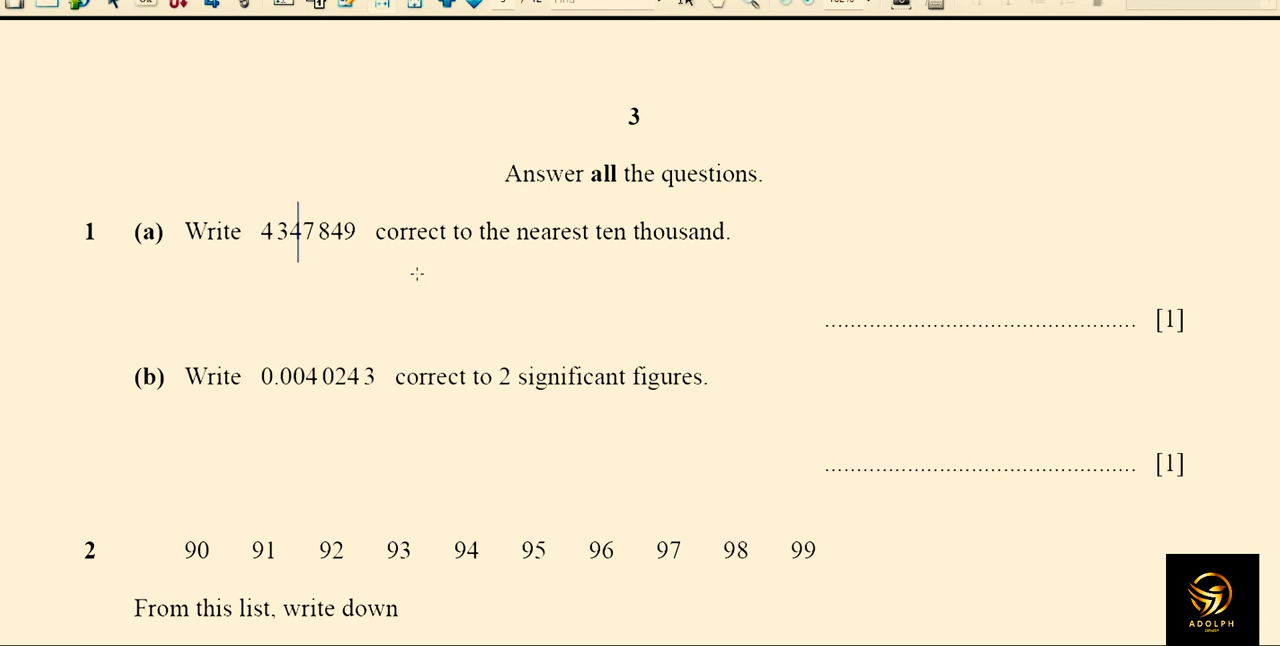 3
Answer all the questions.
1 (a) Write 4 347 849 correct to the nearest ten thousand.
................................................ [1]
(b) Write 0.004 024 3 correct to 2 significant figures.
................................................ [1]
2 90 91 92 93 94 95 96 97 98 99
From this list, write down
ADOLPH